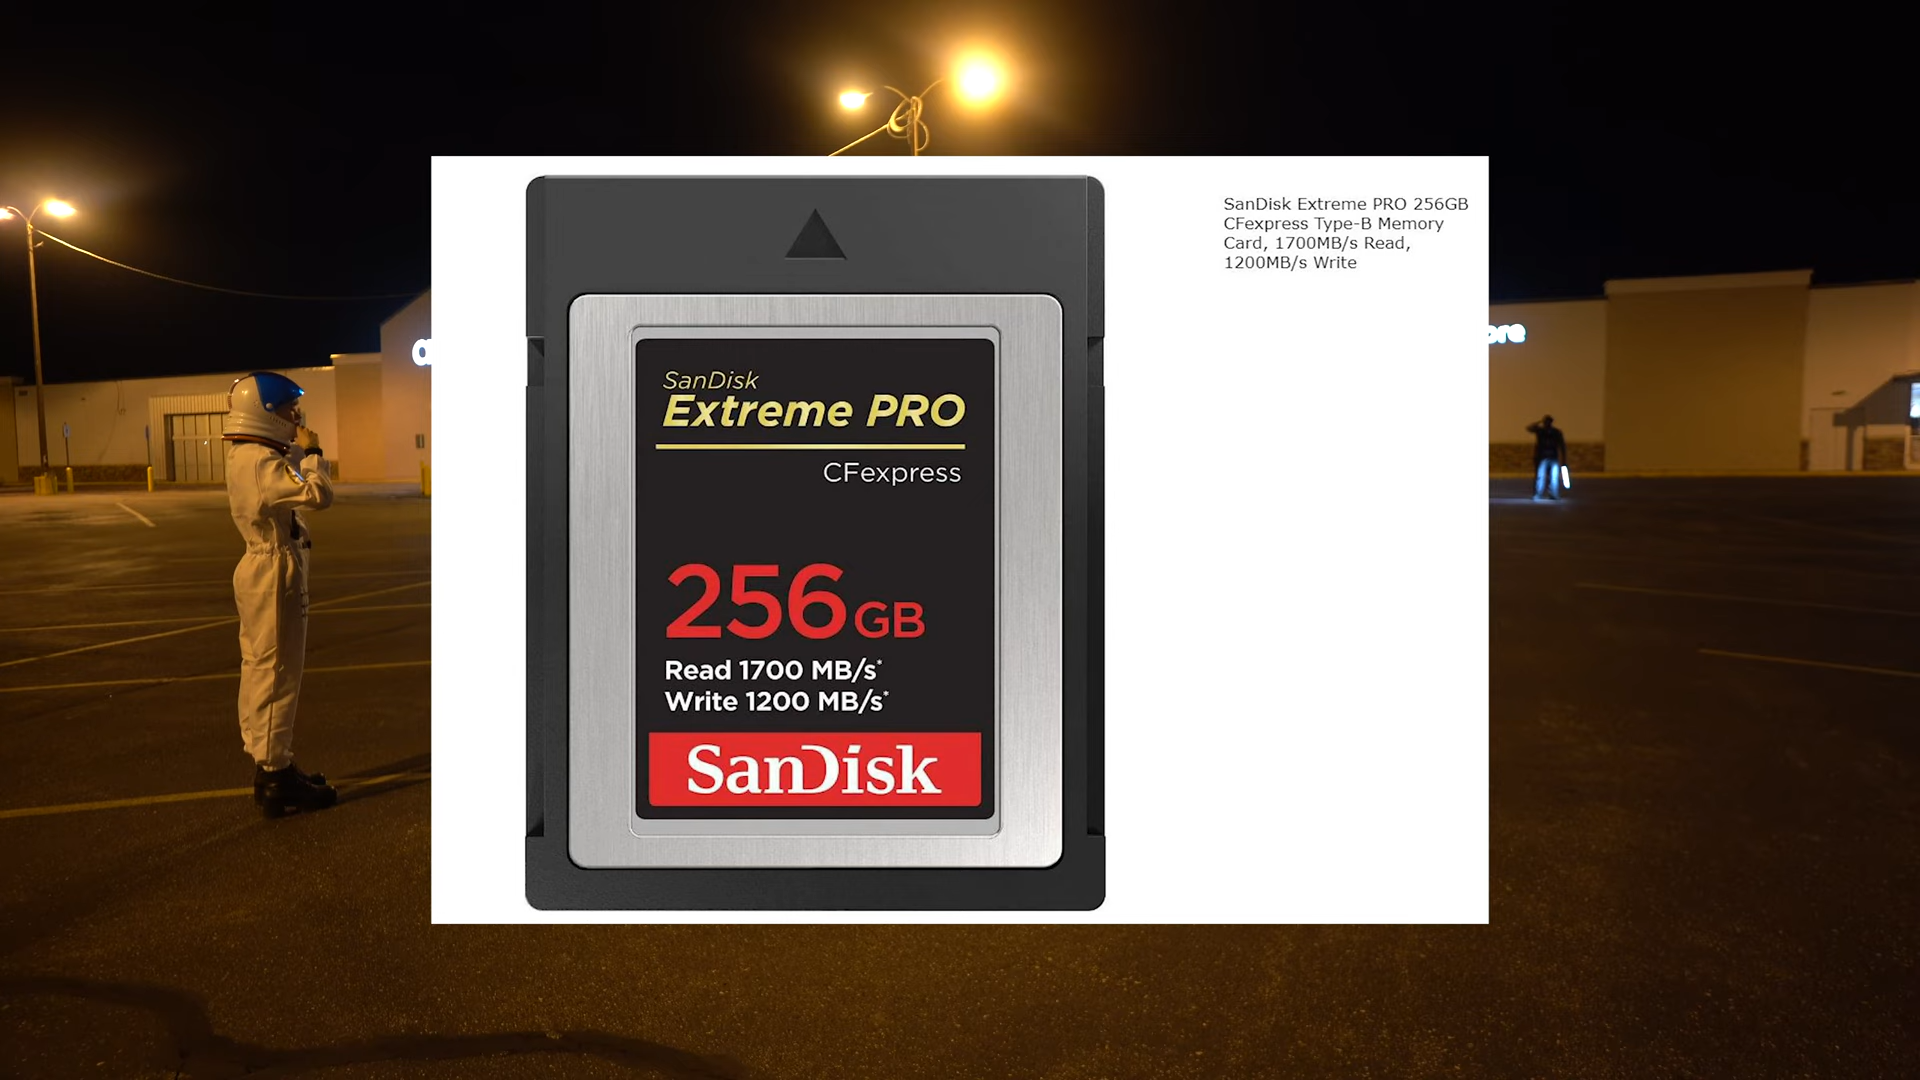 SanDisk
Extreme PRO
CFexpress
256GB
Read 1700 MB/s*
Write 1200 MB/s*
SanDisk
SanDisk Extreme PRO 256GB
CFexpress Type-B Memory
Card, 1700MB/s Read,
1200MB/s Write
ore